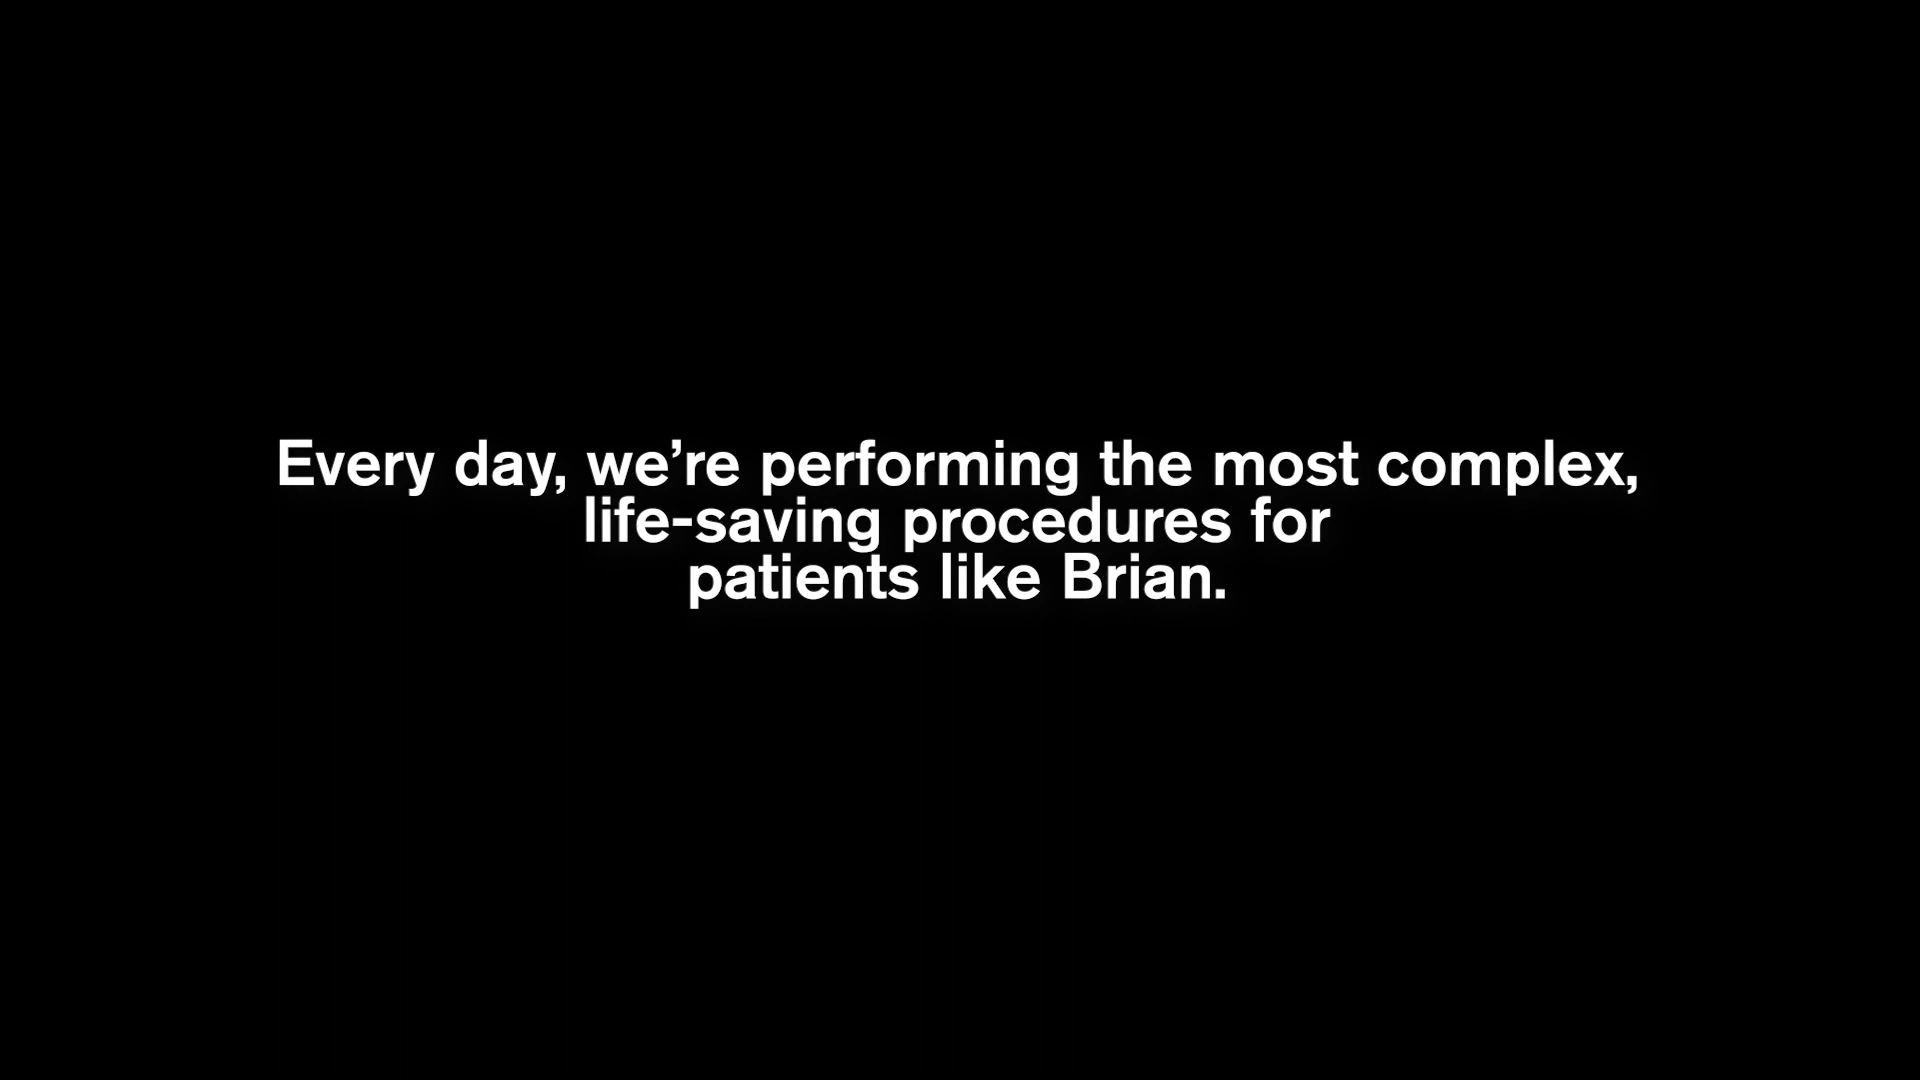 Every day, we’re performing the most complex,
life-saving procedures for
patients like Brian.